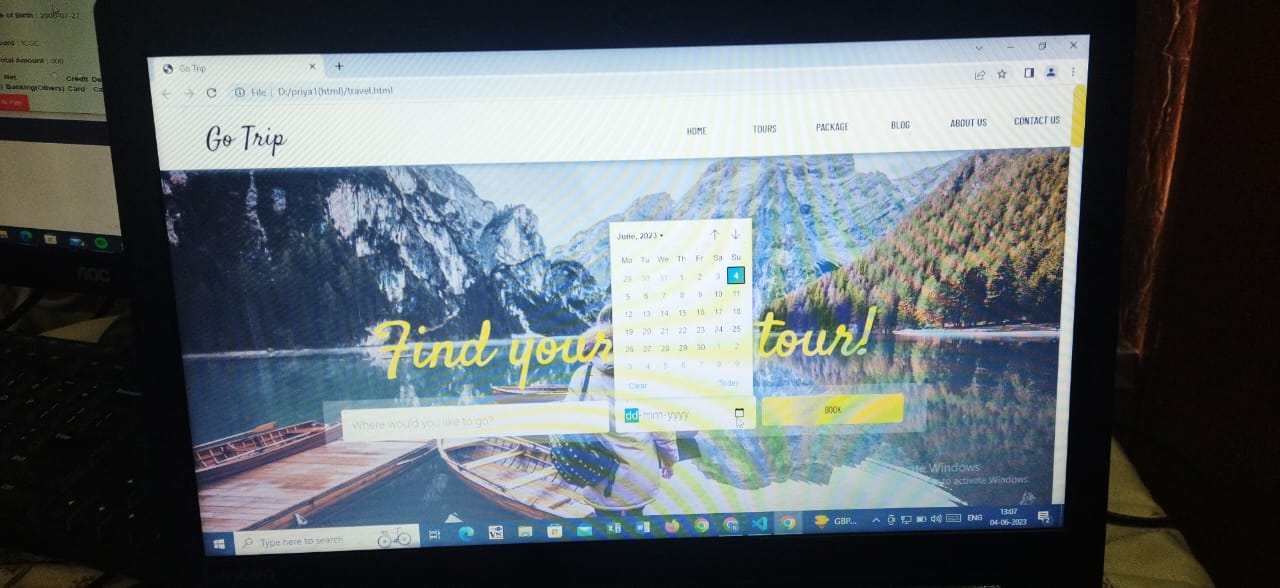 e of Birth : 2006-07-27
oard : ICSE
otal Amount : 300
Net
Credit De
Banking(Others) Card Ca
AOC
Go Trip
File | D:/priya1(html)/travel.html
Go Trip
HOME TOURS PACKAGE BLOG ABOUT US CONTACT US
June, 2023
Mo Tu We Th Fr Sa Su
29 30 31 1 2 3 4
5 6 7 8 9 10 11
12 13 14 15 16 17 18
19 20 21 22 23 24 25
26 27 28 29 30 1 2
3 4 5 6 7 8 9
Clear Today
Find your tour!
Where would you like to go? dd-mm-yyyy BOOK
ate Windows
to activate Windows.
Type here to search
GBP...
ENG
13:07
04-06-2023
2
Lenovo